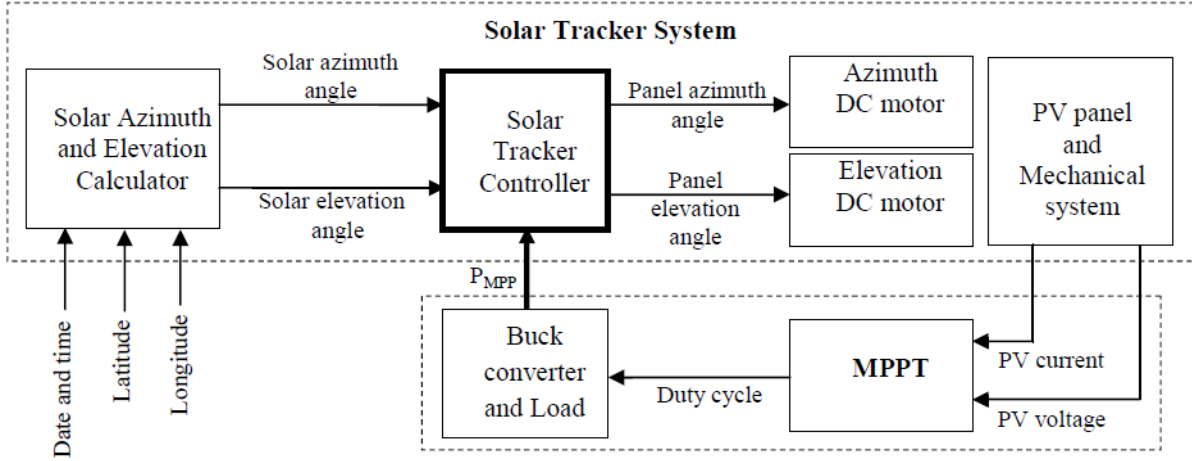 Solar Tracker System
Solar Azimuth
and Elevation
Calculator
Solar azimuth
angle
Solar elevation
angle
Solar
Tracker
Controller
Panel azimuth
angle
Panel
elevation
angle
Azimuth
DC motor
Elevation
DC motor
PV panel
and
Mechanical
system
Date and time
Latitude
Longitude
P_MPP
Buck
converter
and Load
Duty cycle
MPPT
PV current
PV voltage